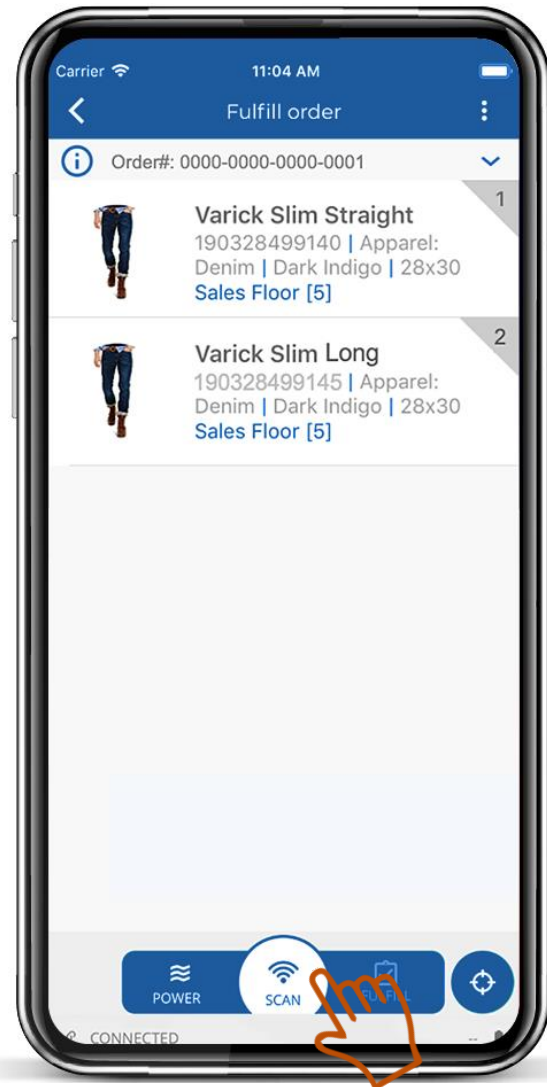 Carrier 11:04 AM
Fulfill order
Order#: 0000-0000-0000-0001
1
Varick Slim Straight
190328499140 | Apparel:
Denim | Dark Indigo | 28x30
Sales Floor [5]
2
Varick Slim Long
190328499145 | Apparel:
Denim | Dark Indigo | 28x30
Sales Floor [5]
POWER SCAN FULFILL
CONNECTED --